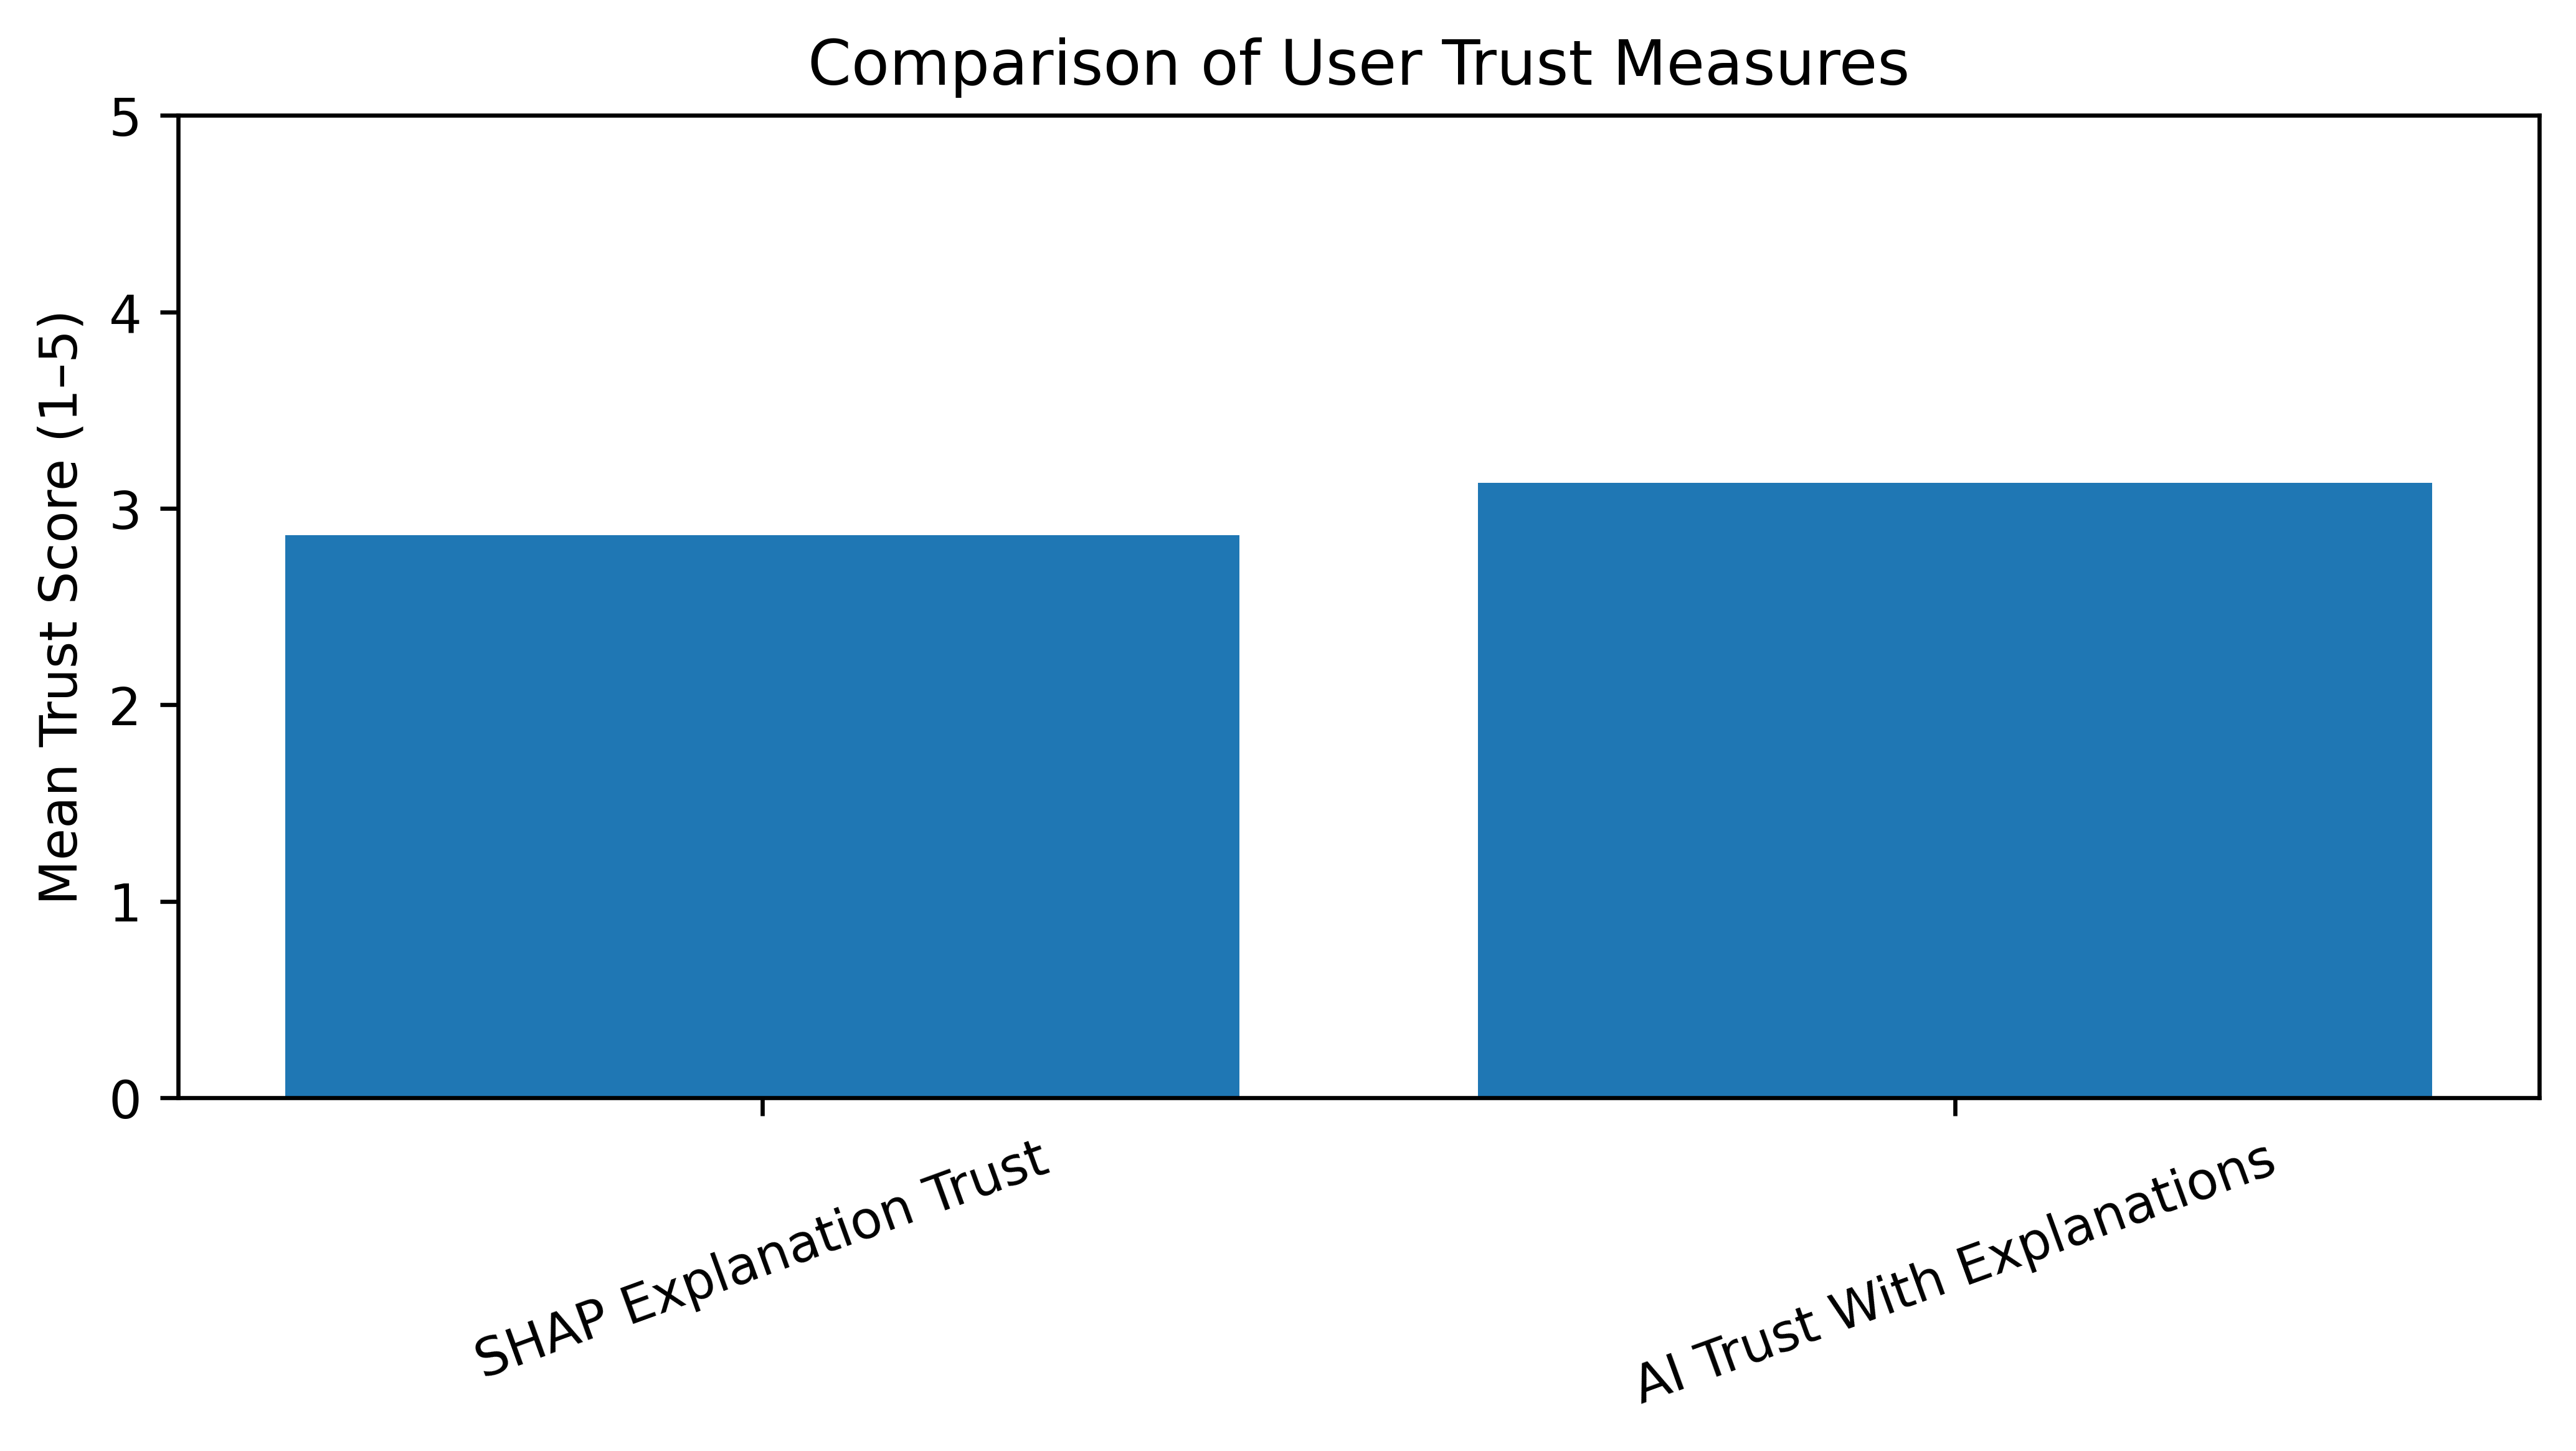 Comparison of User Trust Measures
Mean Trust Score (1–5)
5
4
3
2
1
0
SHAP Explanation Trust
AI Trust With Explanations